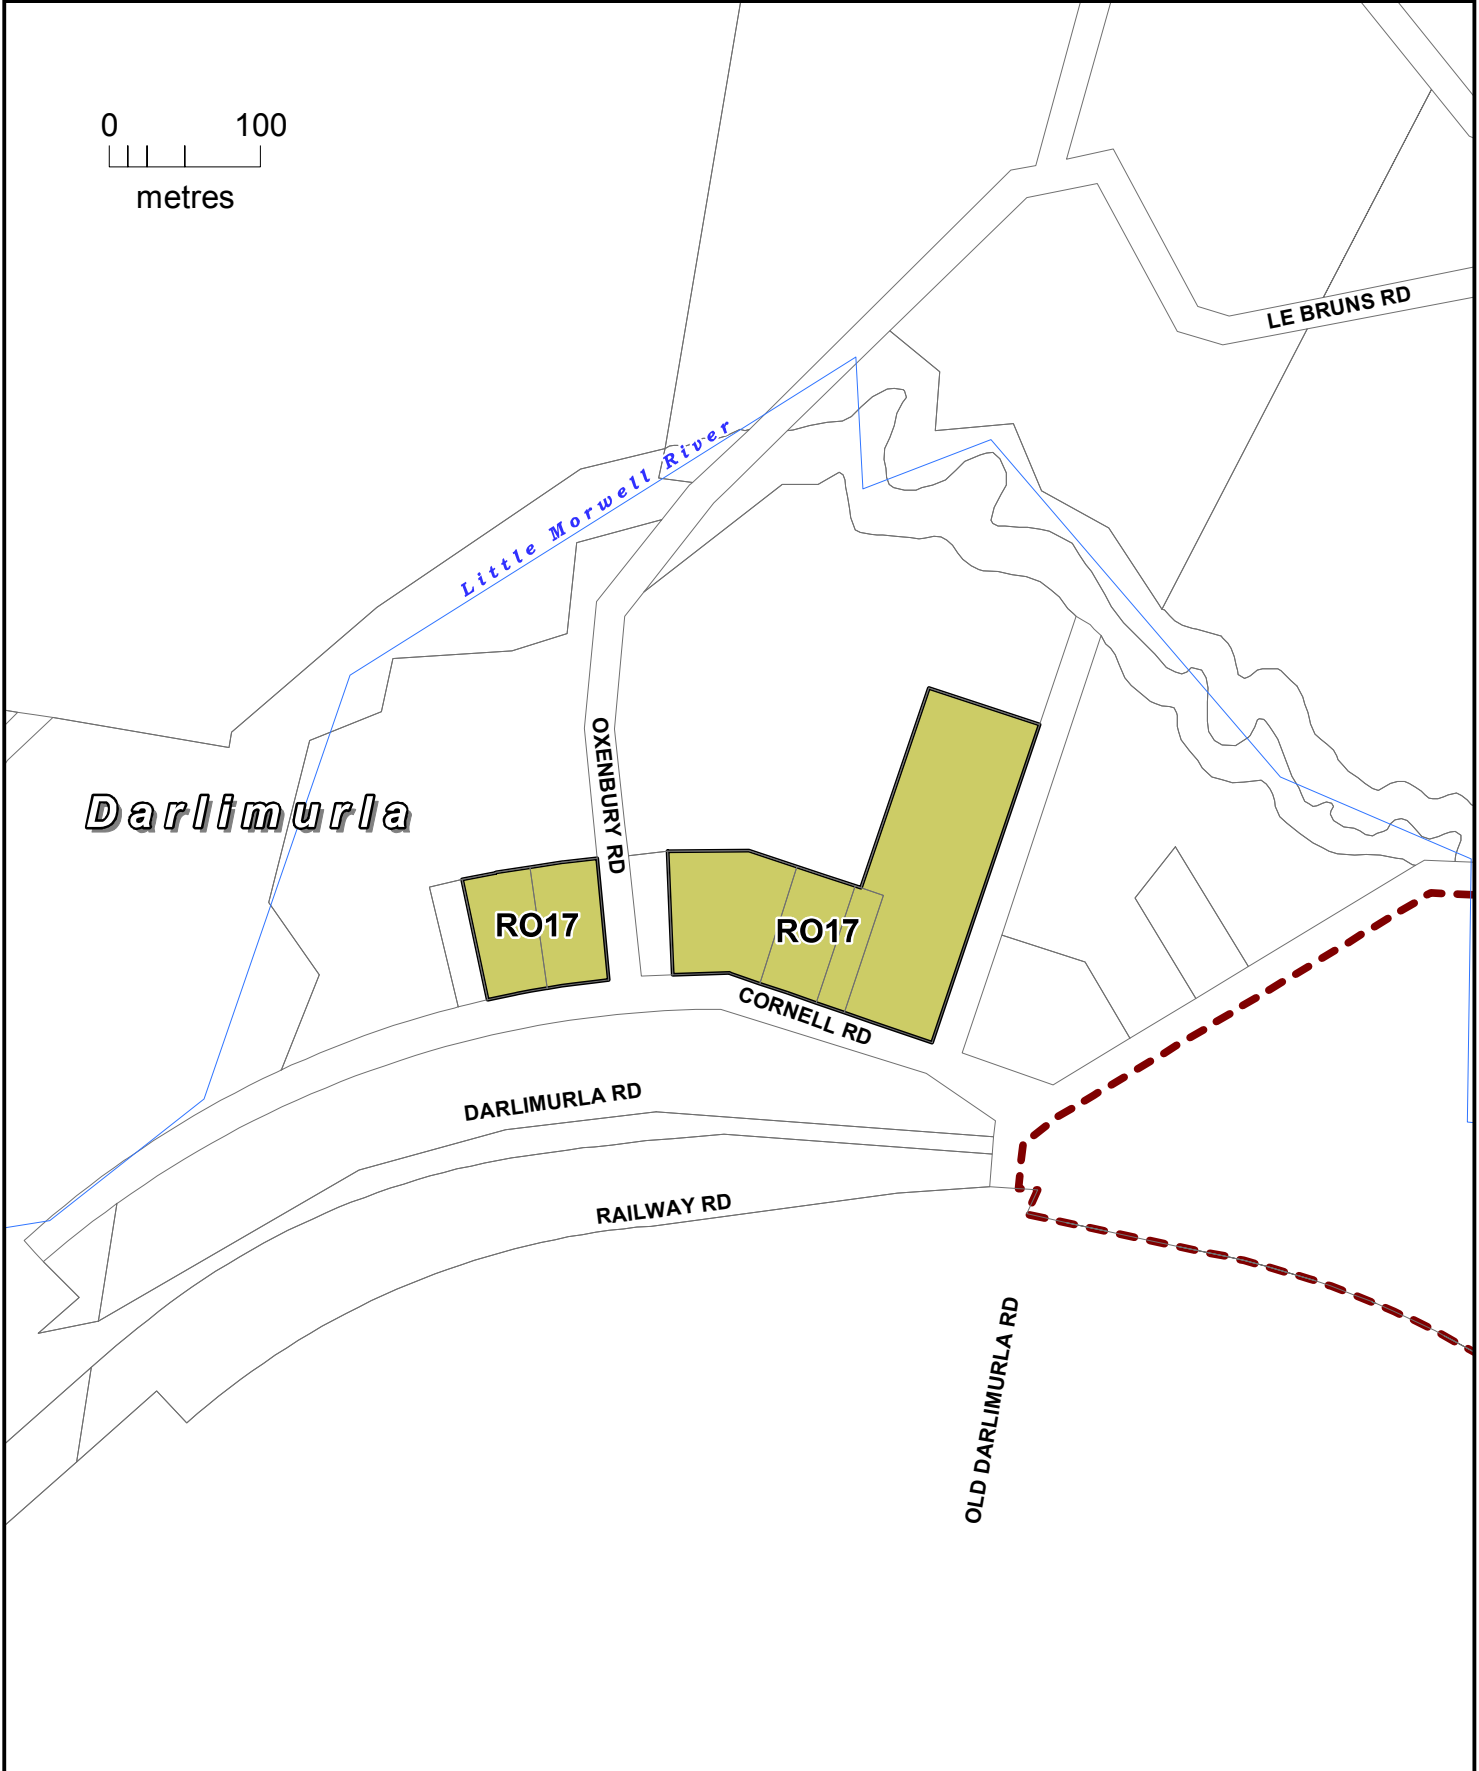 0 100
metres
LE BRUNS RD
Little Morwell River
OXENBURY RD
Darlimurla
RO17
RO17
CORNELL RD
DARLIMURLA RD
RAILWAY RD
OLD DARLIMURLA RD